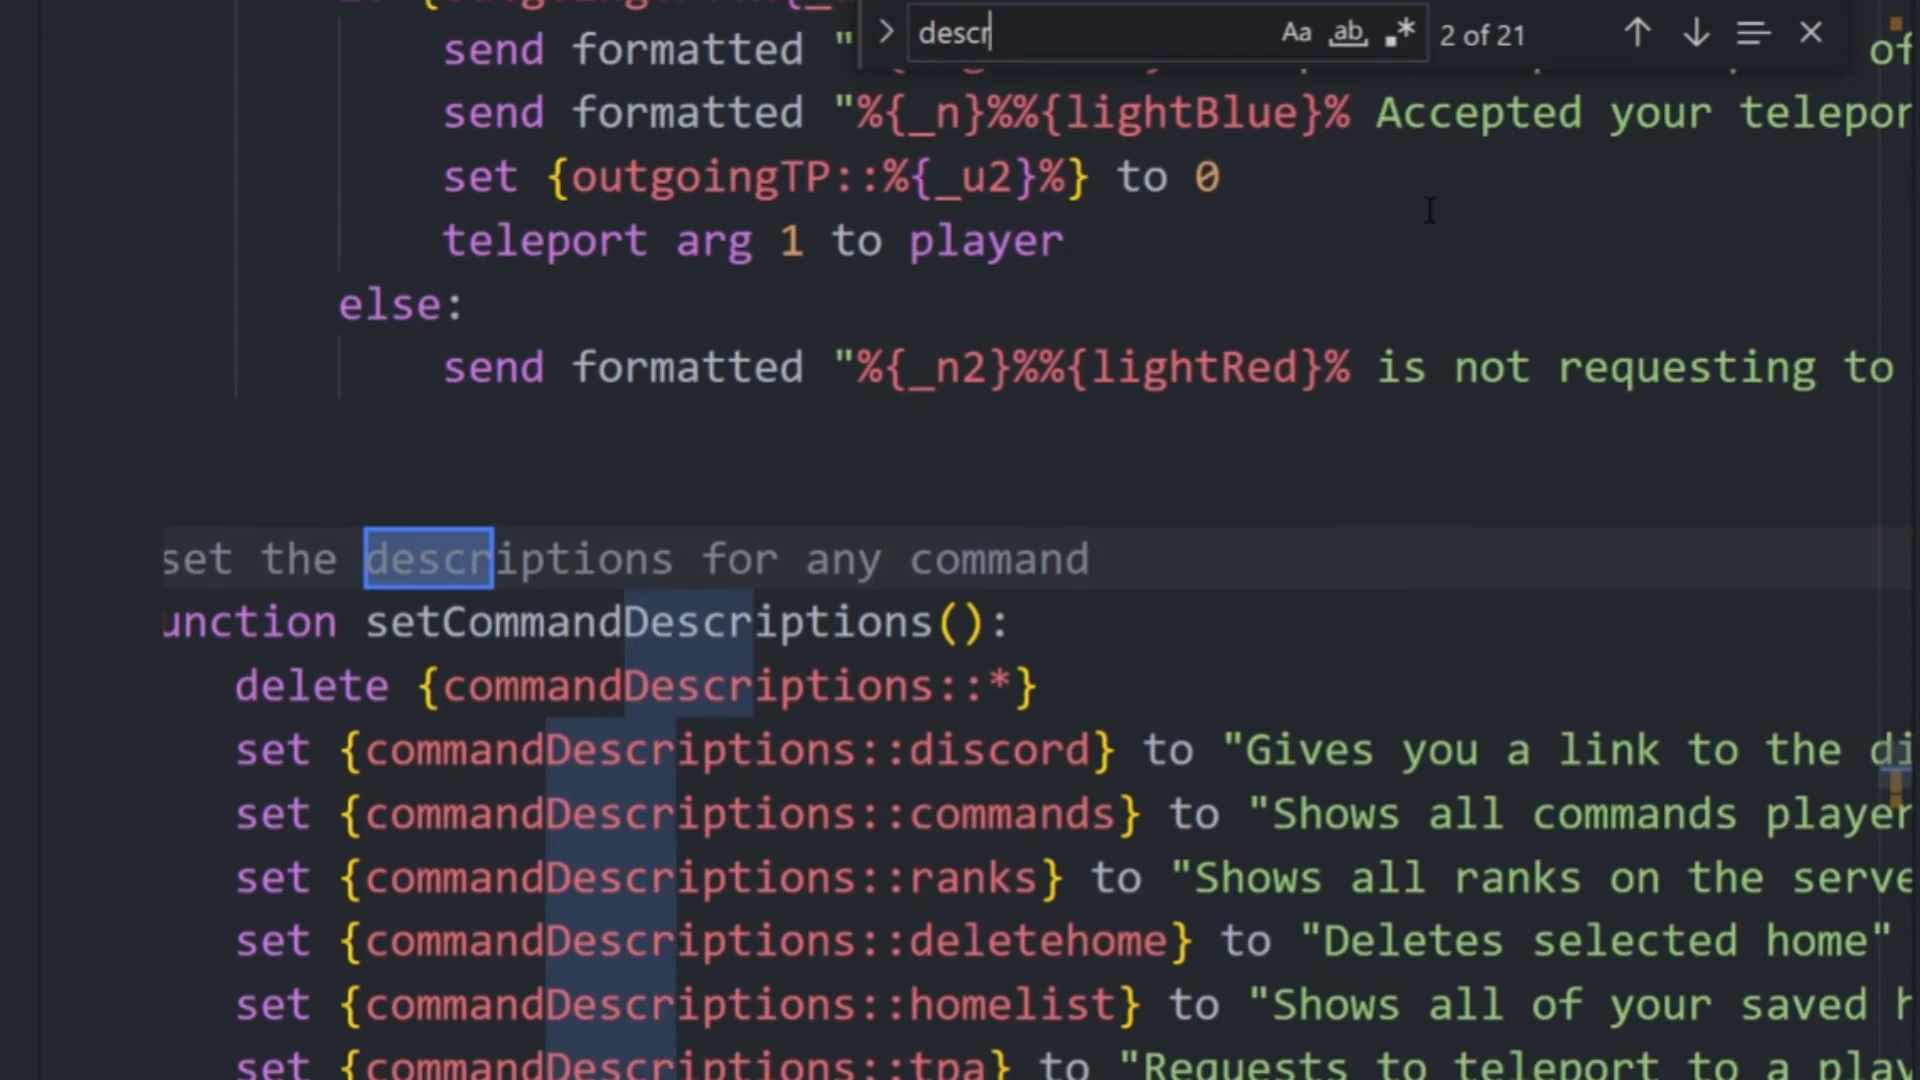 descr
Aa ab .* 2 of 21
send formatted " of
send formatted "%{_n}%%{lightBlue}% Accepted your telepor
set {outgoingTP::%{_u2}%} to 0
teleport arg 1 to player
else:
send formatted "%{_n2}%%{lightRed}% is not requesting to
set the descriptions for any command
unction setCommandDescriptions():
delete {commandDescriptions::*}
set {commandDescriptions::discord} to "Gives you a link to the di
set {commandDescriptions::commands} to "Shows all commands player
set {commandDescriptions::ranks} to "Shows all ranks on the serve
set {commandDescriptions::deletehome} to "Deletes selected home"
set {commandDescriptions::homelist} to "Shows all of your saved h
set {commandDescriptions::tpa} to "Requests to teleport to a play